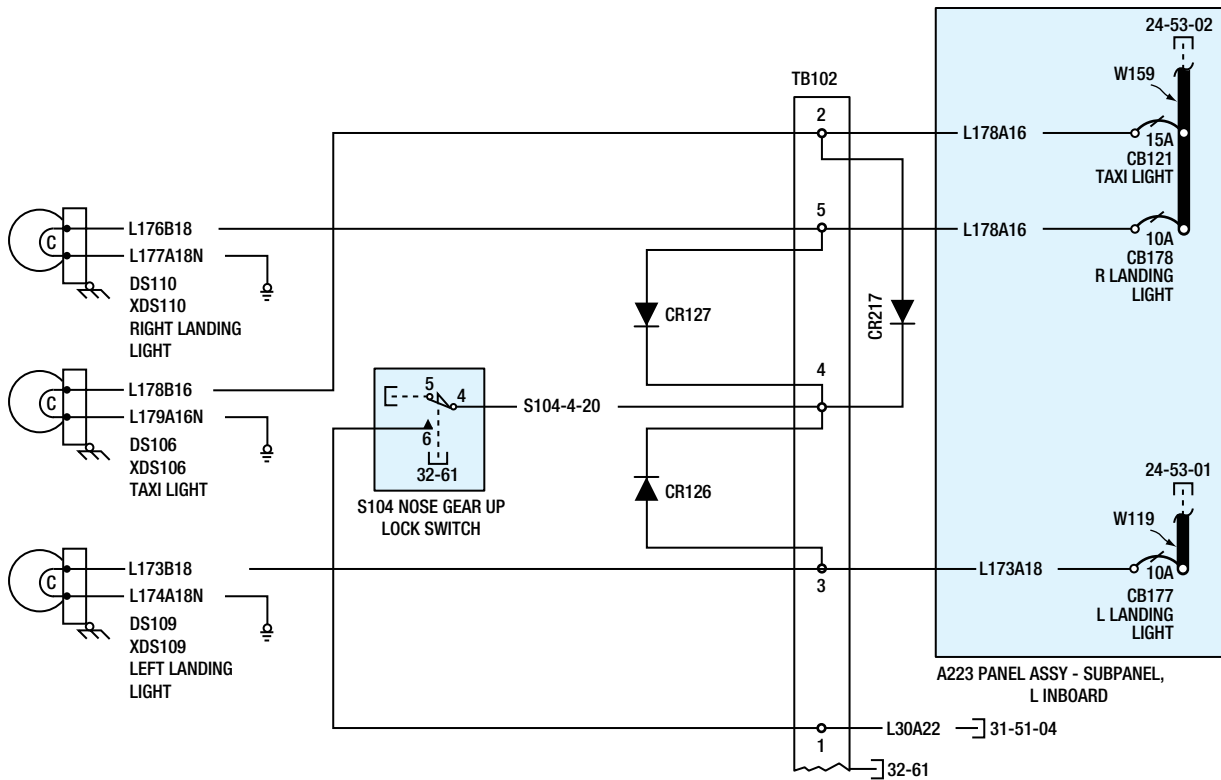 24-53-02
TB102
W159
2
L178A16
15A
CB121
TAXI LIGHT
5
L176B18
L178A16
10A
C
L177A18N
CB178
R LANDING
LIGHT
DS110
XDS110
RIGHT LANDING
LIGHT
CR127
CR217
4
L178B16
5
4
S104-4-20
C
L179A16N
6
DS106
XDS106
TAXI LIGHT
32-61
24-53-01
CR126
S104 NOSE GEAR UP
LOCK SWITCH
W119
L173B18
L173A18
10A
C
L174A18N
3
CB177
L LANDING
LIGHT
DS109
XDS109
LEFT LANDING
LIGHT
A223 PANEL ASSY - SUBPANEL,
L INBOARD
L30A22
31-51-04
1
32-61